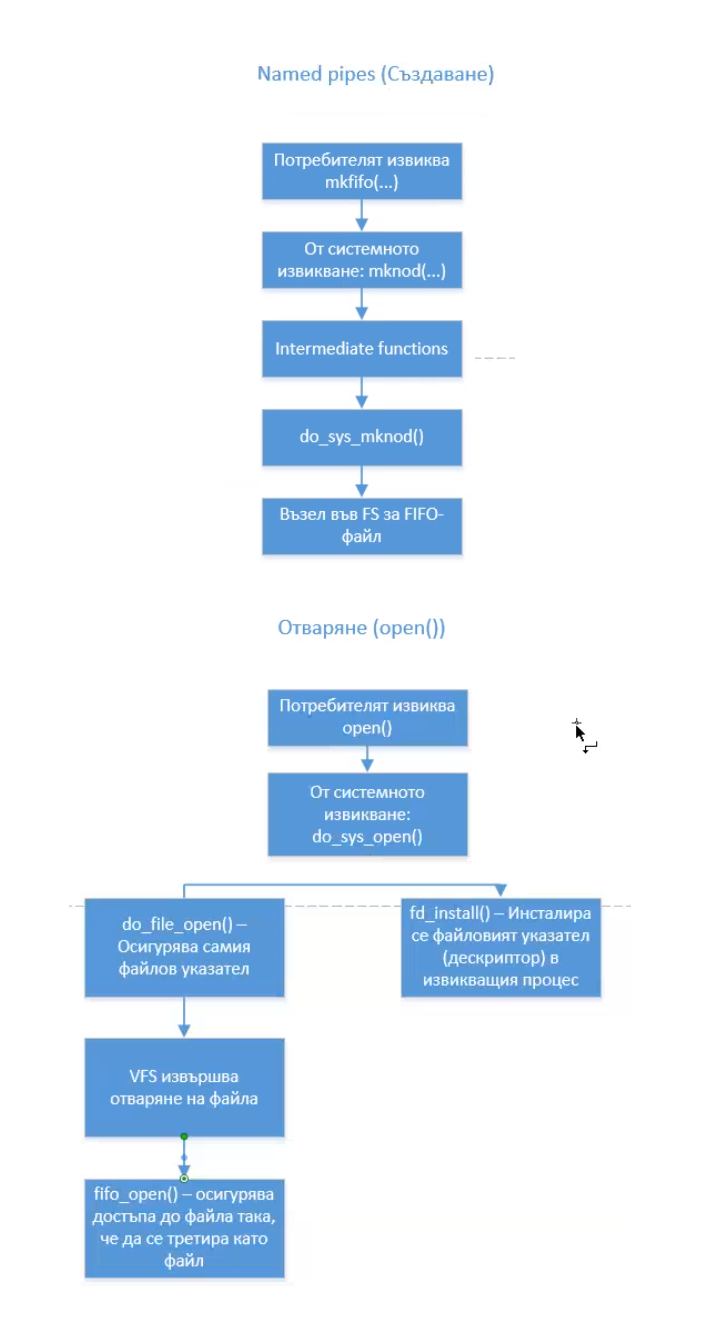 Named pipes (Създаване)
Потребителят извиква
mkfifo(...)
От системното
извикване: mknod(...)
Intermediate functions
do_sys_mknod()
Възел във FS за FIFO-
файл
Отваряне (open())
Потребителят извиква
open()
От системното
извикване:
do_sys_open()
do_file_open() –
Осигурява самия
файлов указател
fd_install() – Инсталира
се файловият указател
(дескриптор) в
извикващия процес
VFS извършва
отваряне на файла
fifo_open() – осигурява
достъпа до файла така,
че да се третира като
файл